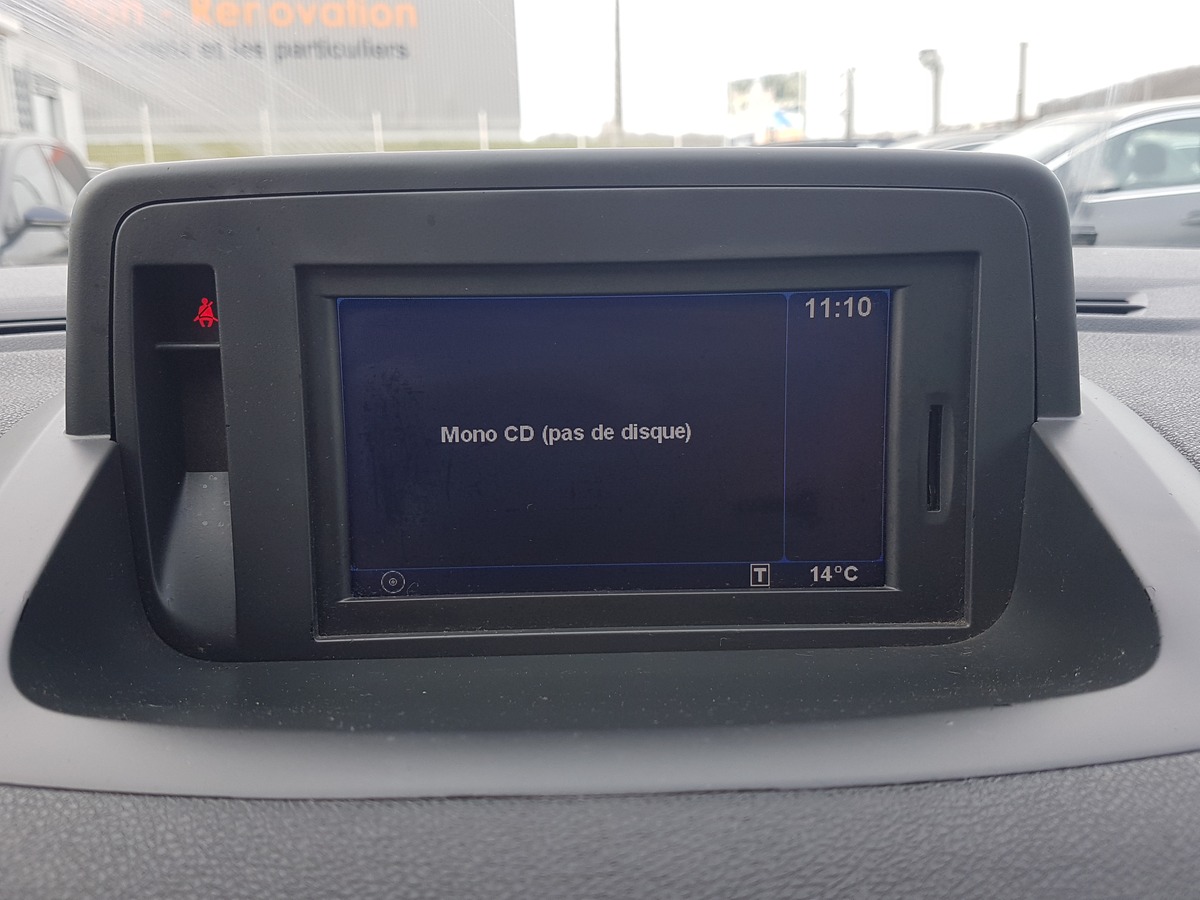 Rénovation
et les particuliers
11:10
Mono CD (pas de disque)
T
14°C